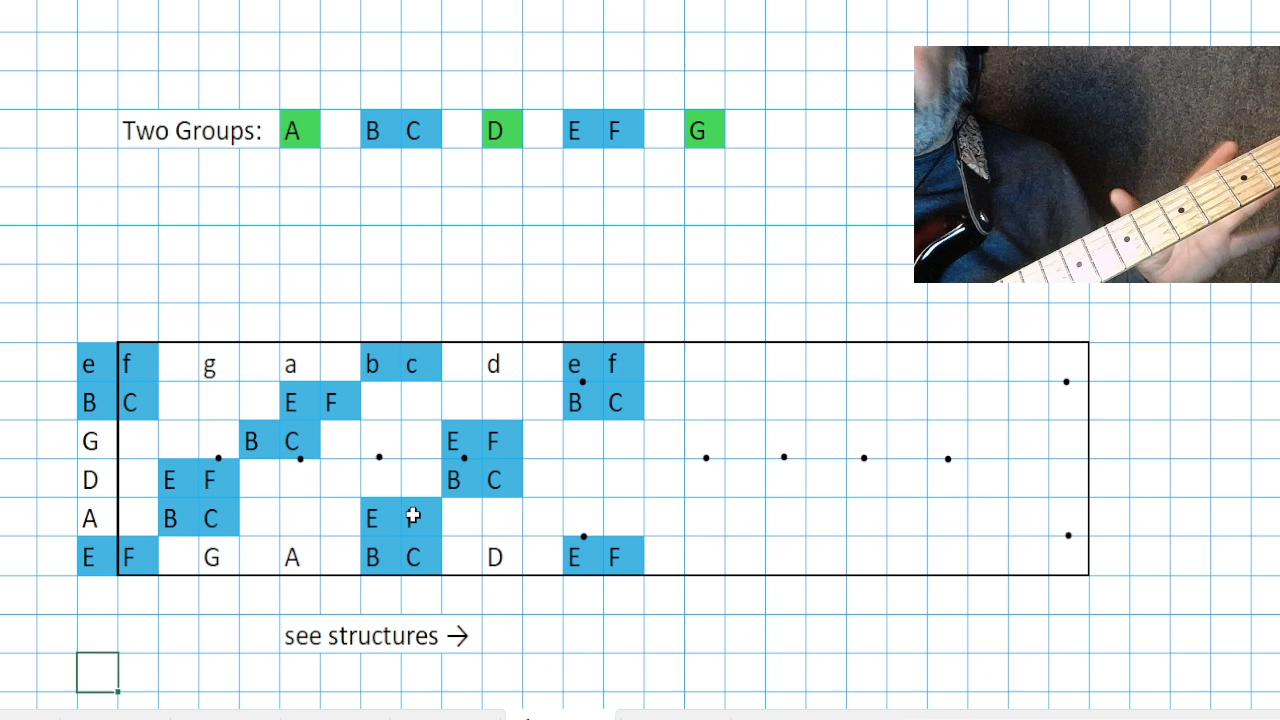 Two Groups: A B C D E F G
e f g a b c d e f
B C E F B C
G B C E F
D E F B C
A B C E F
E F G A B C D E F
see structures →